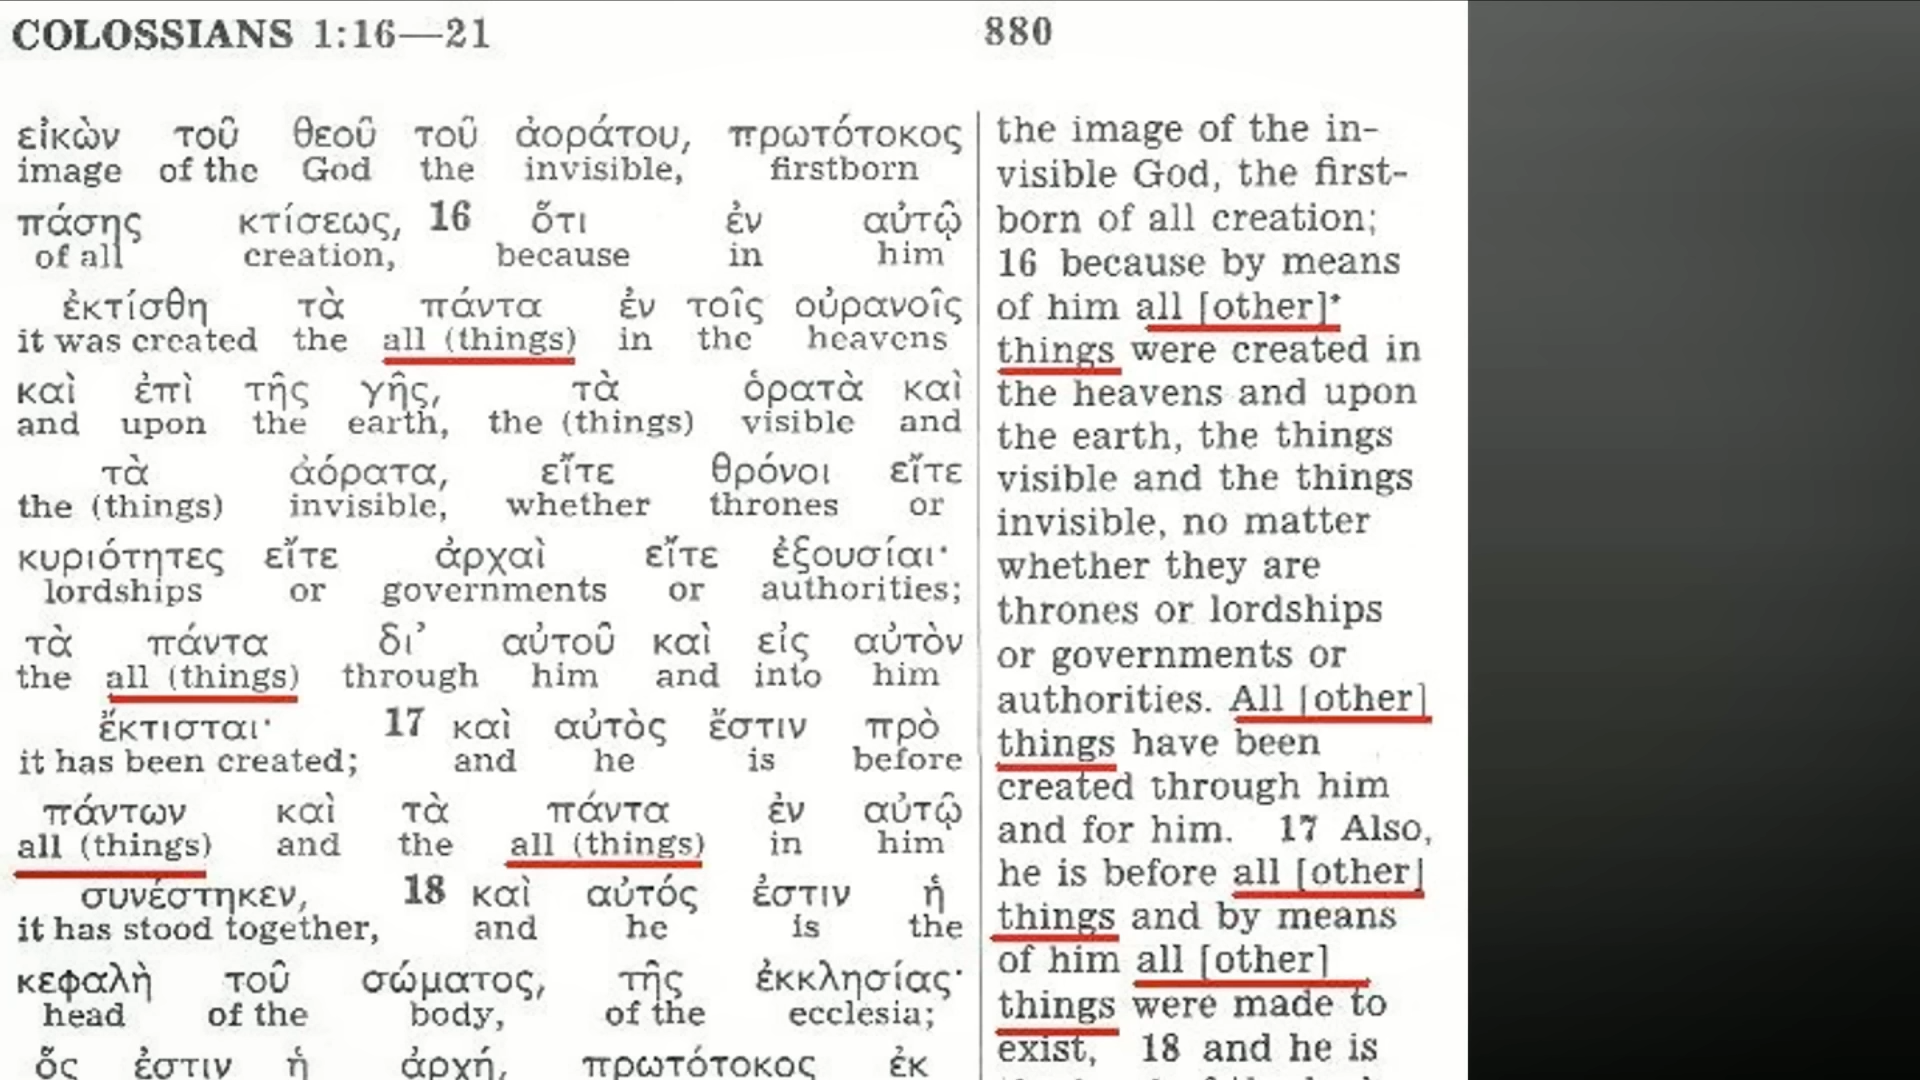 COLOSSIANS 1:16—21 880
εἰκὼν τοῦ θεοῦ τοῦ ἀοράτου, πρωτότοκος
image of the God the invisible, firstborn
πάσης κτίσεως, 16 ὅτι ἐν αὐτῷ
of all creation, because in him
ἐκτίσθη τὰ πάντα ἐν τοῖς οὐρανοῖς
it was created the all (things) in the heavens
καὶ ἐπὶ τῆς γῆς, τὰ ὁρατὰ καὶ
and upon the earth, the (things) visible and
τὰ ἀόρατα, εἴτε θρόνοι εἴτε
the (things) invisible, whether thrones or
κυριότητες εἴτε ἀρχαὶ εἴτε ἐξουσίαι·
lordships or governments or authorities;
τὰ πάντα δι’ αὐτοῦ καὶ εἰς αὐτὸν
the all (things) through him and into him
ἔκτισται· 17 καὶ αὐτὸς ἔστιν πρὸ
it has been created; and he is before
πάντων καὶ τὰ πάντα ἐν αὐτῷ
all (things) and the all (things) in him
συνέστηκεν, 18 καὶ αὐτός ἐστιν ἡ
it has stood together, and he is the
κεφαλὴ τοῦ σώματος, τῆς ἐκκλησίας·
head of the body, of the ecclesia;
ὅς ἐστιν ἡ ἀρχή, πρωτότοκος ἐκ
the image of the in-
visible God, the first-
born of all creation;
16 because by means
of him all [other]*
things were created in
the heavens and upon
the earth, the things
visible and the things
invisible, no matter
whether they are
thrones or lordships
or governments or
authorities. All [other]
things have been
created through him
and for him. 17 Also,
he is before all [other]
things and by means
of him all [other]
things were made to
exist, 18 and he is